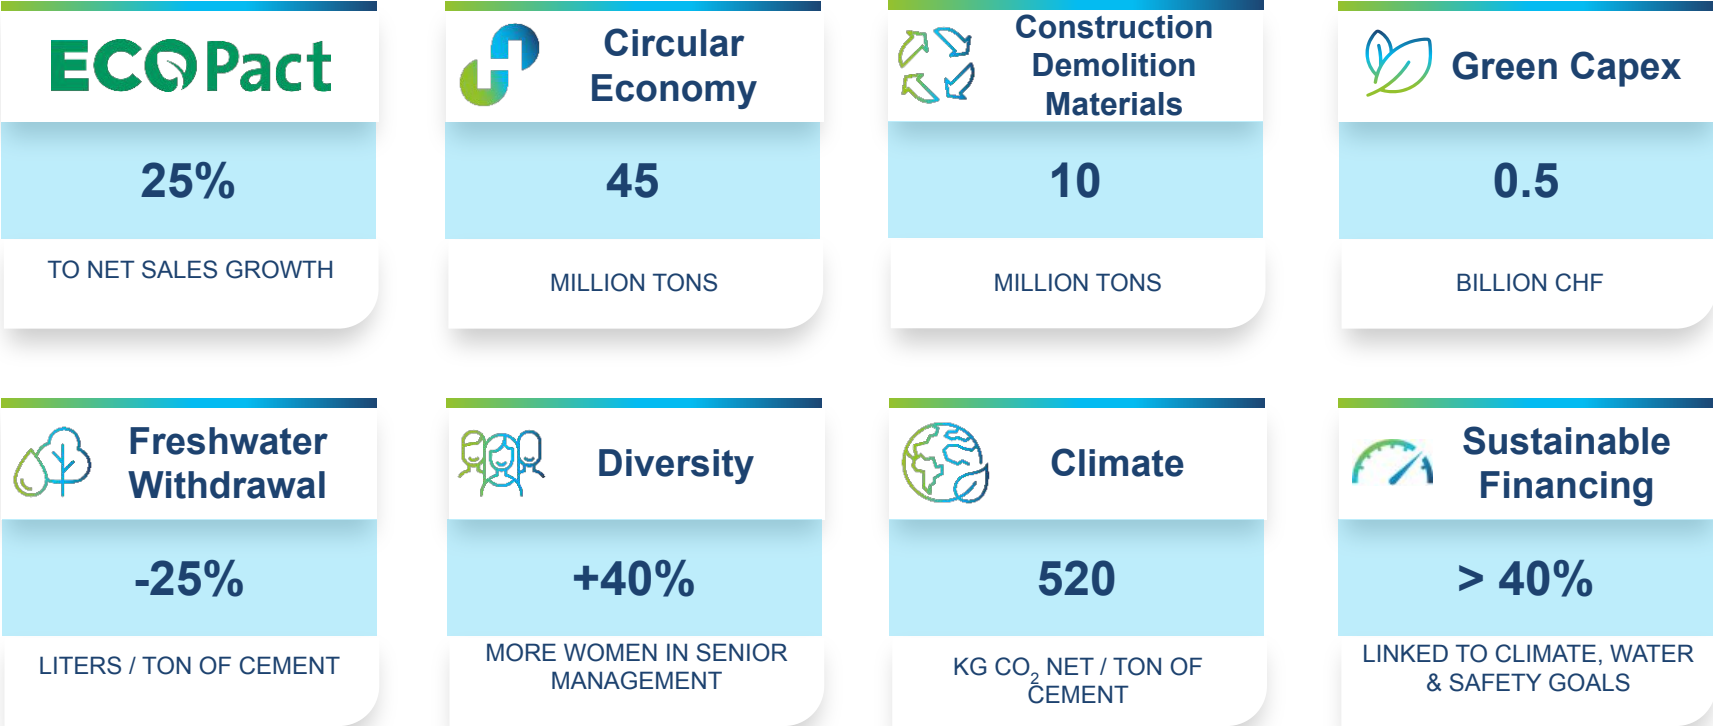 ECOPact
25%
TO NET SALES GROWTH
Circular
Economy
45
MILLION TONS
Construction
Demolition
Materials
10
MILLION TONS
Green Capex
0.5
BILLION CHF
Freshwater
Withdrawal
-25%
LITERS / TON OF CEMENT
Diversity
+40%
MORE WOMEN IN SENIOR
MANAGEMENT
Climate
520
KG CO₂ NET / TON OF
CEMENT
Sustainable
Financing
> 40%
LINKED TO CLIMATE, WATER
& SAFETY GOALS